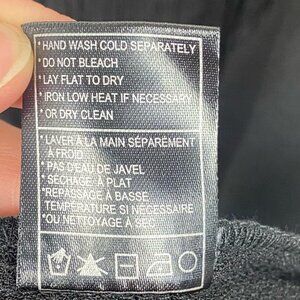 *HAND WASH COLD SEPARATELY
*DO NOT BLEACH
*LAY FLAT TO DRY
*IRON LOW HEAT IF NECESSARY
*OR DRY CLEAN
*LAVER À LA MAIN SÉPARÉMENT
À FROID
*PAS D'EAU DE JAVEL
*SÉCHAGE À PLAT
*REPASSAGE À BASSE
TEMPÉRATURE SI NÉCESSAIRE
*OU NETTOYAGE À SEC